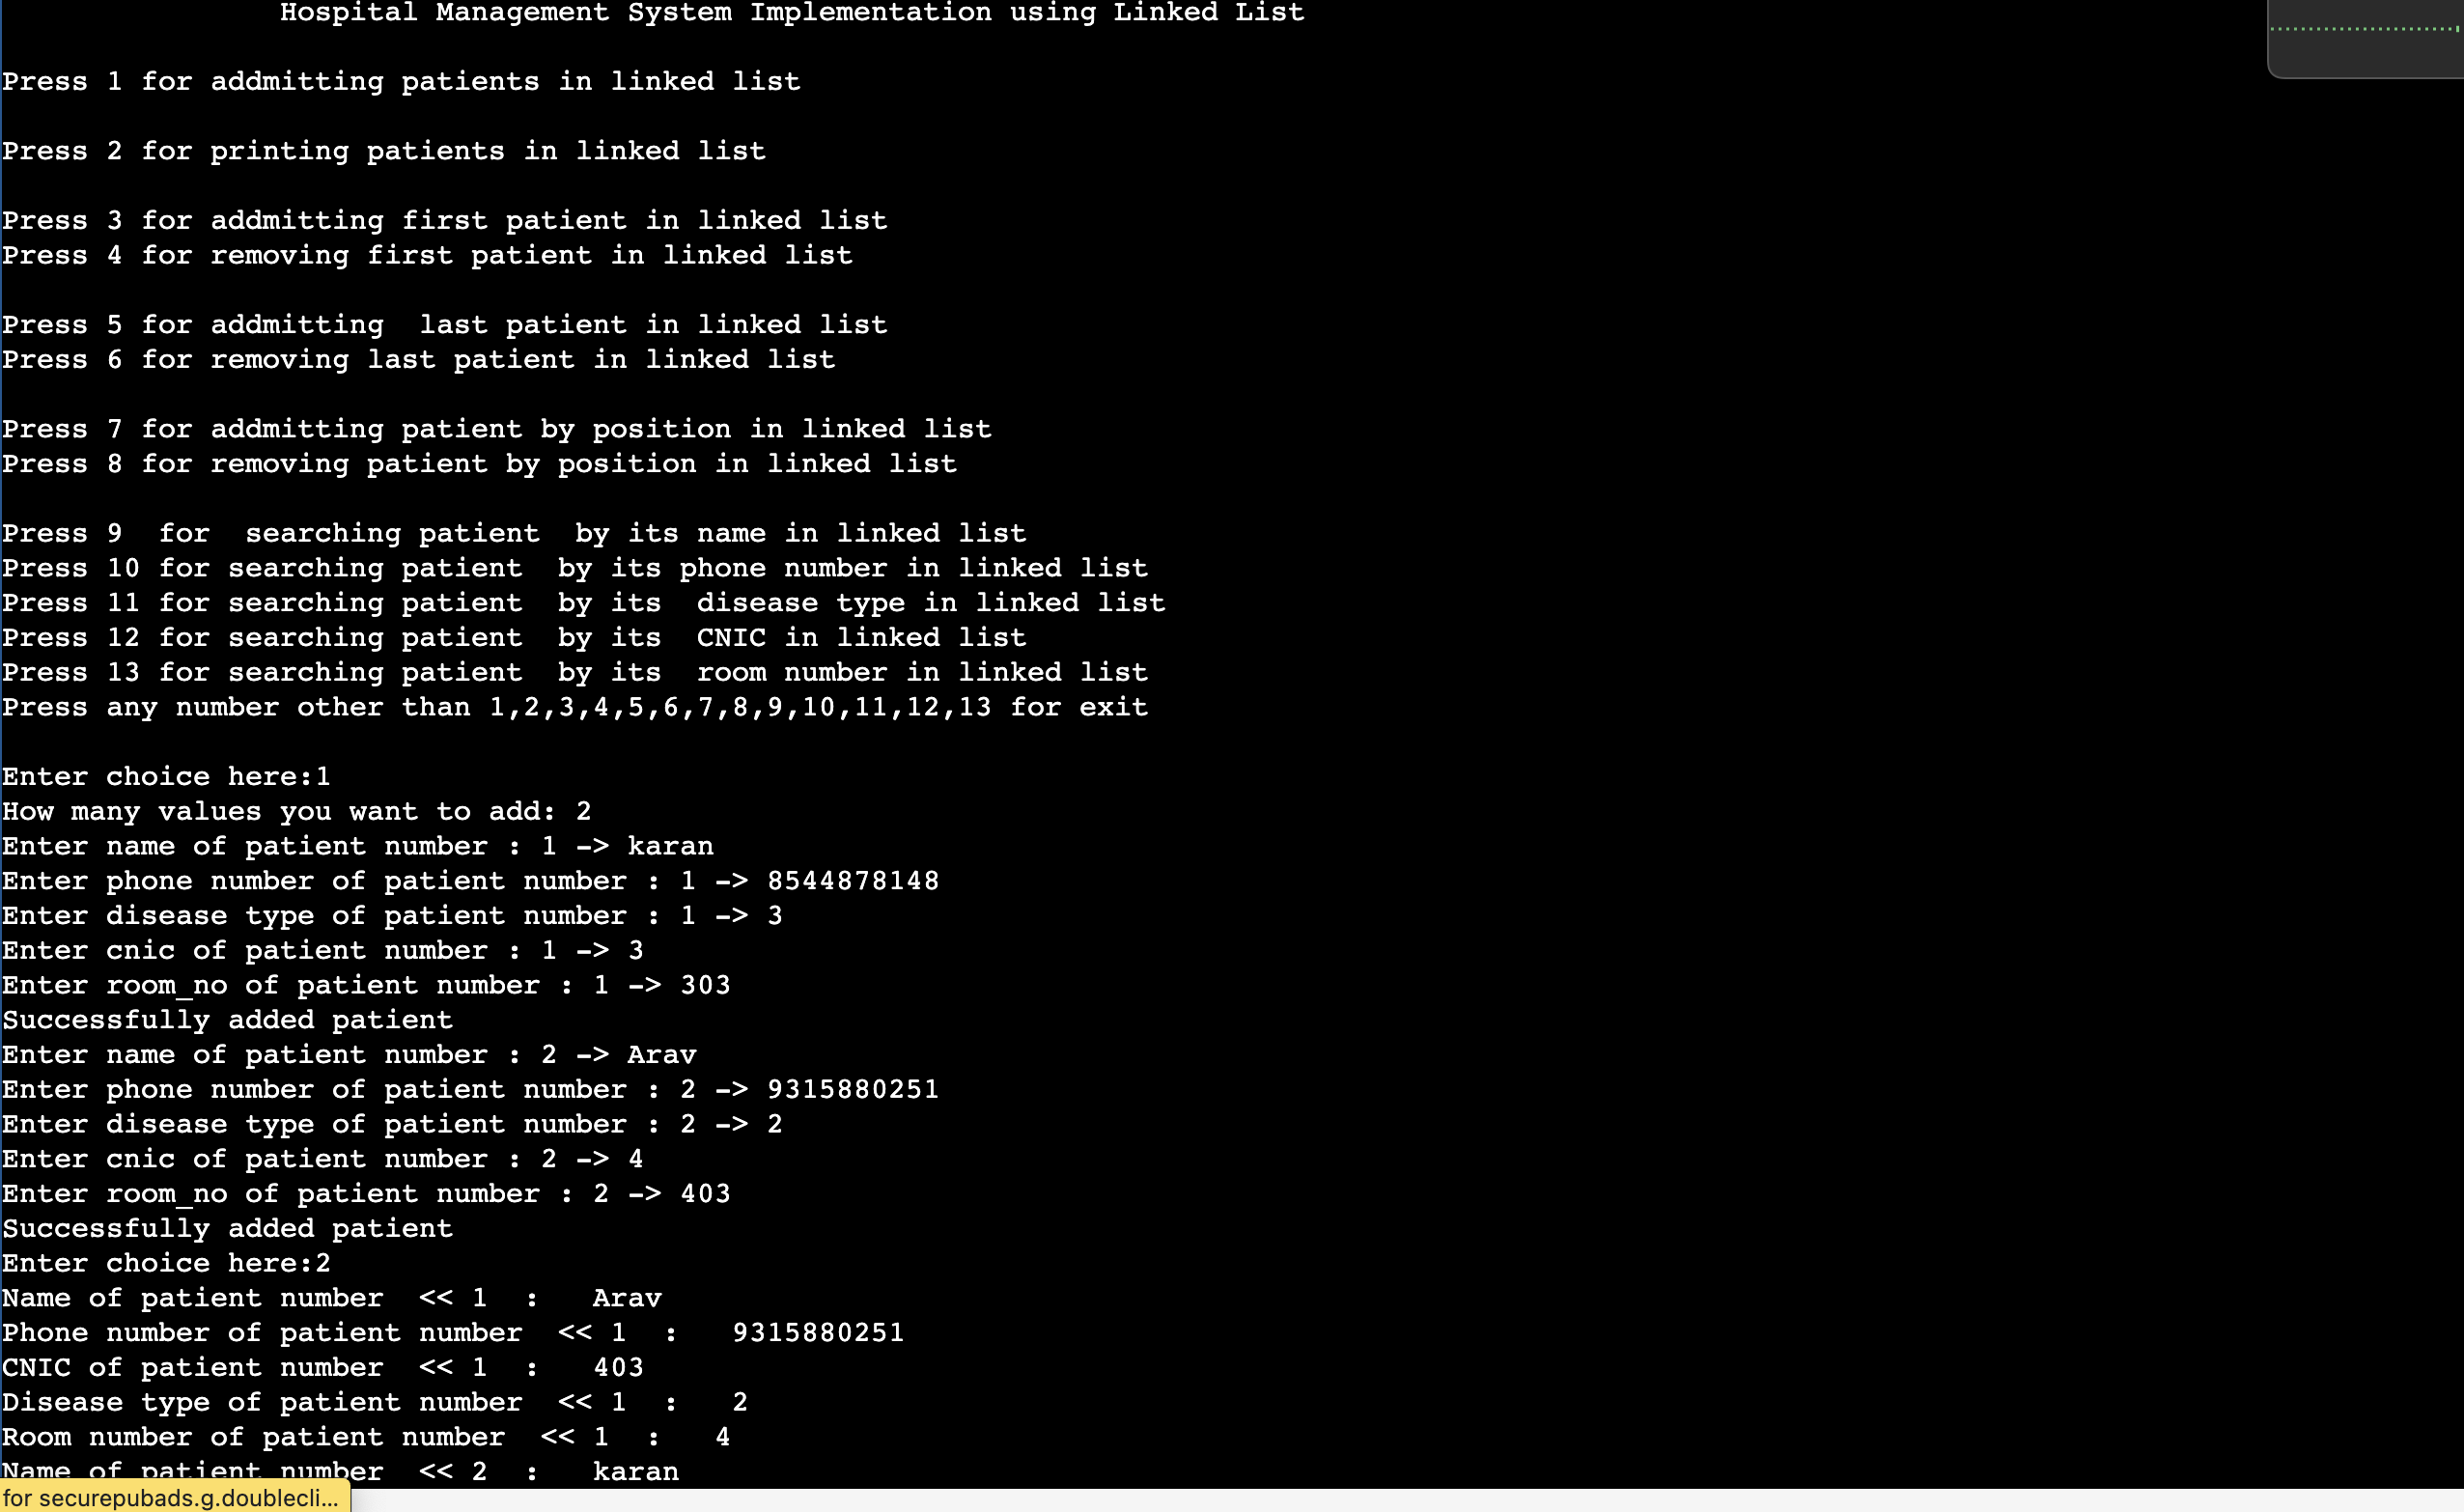 Hospital Management System Implementation using Linked List
Press 1 for addmitting patients in linked list
Press 2 for printing patients in linked list
Press 3 for addmitting first patient in linked list
Press 4 for removing first patient in linked list
Press 5 for addmitting  last patient in linked list
Press 6 for removing last patient in linked list
Press 7 for addmitting patient by position in linked list
Press 8 for removing patient by position in linked list
Press 9  for  searching patient  by its name in linked list
Press 10 for searching patient  by its phone number in linked list
Press 11 for searching patient  by its  disease type in linked list
Press 12 for searching patient  by its  CNIC in linked list
Press 13 for searching patient  by its  room number in linked list
Press any number other than 1,2,3,4,5,6,7,8,9,10,11,12,13 for exit
Enter choice here:1
How many values you want to add: 2
Enter name of patient number : 1 -> karan
Enter phone number of patient number : 1 -> 8544878148
Enter disease type of patient number : 1 -> 3
Enter cnic of patient number : 1 -> 3
Enter room_no of patient number : 1 -> 303
Successfully added patient
Enter name of patient number : 2 -> Arav
Enter phone number of patient number : 2 -> 9315880251
Enter disease type of patient number : 2 -> 2
Enter cnic of patient number : 2 -> 4
Enter room_no of patient number : 2 -> 403
Successfully added patient
Enter choice here:2
Name of patient number  << 1  :   Arav
Phone number of patient number  << 1  :   9315880251
CNIC of patient number  << 1  :   403
Disease type of patient number  << 1  :   2
Room number of patient number  << 1  :   4
Name of patient number  << 2  :   karan
for securepubads.g.doublecli...